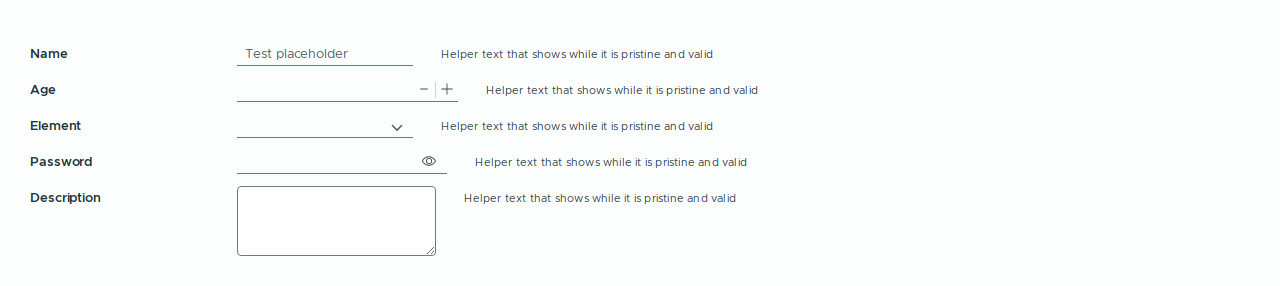 Name Test placeholder Helper text that shows while it is pristine and valid
Age Helper text that shows while it is pristine and valid
Element Helper text that shows while it is pristine and valid
Password Helper text that shows while it is pristine and valid
Description Helper text that shows while it is pristine and valid